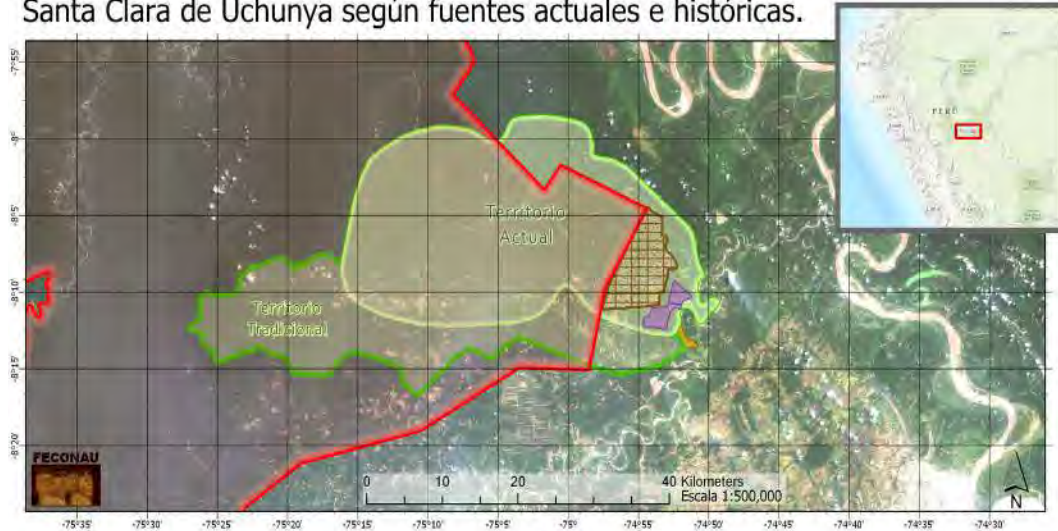 Santa Clara de Uchunya según fuentes actuales e históricas.
PERÚ
-7°55'
-8°
-8°5'
-8°10'
-8°15'
-8°20'
Territorio
Actual
Territorio
Tradicional
FECONAU
0 10 20 40 Kilometers
Escala 1:500,000
N
-75°35' -75°30' -75°25' -75°20' -75°15' -75°10' -75°5' -75° -74°55' -74°50' -74°45' -74°40' -74°35' -74°30'